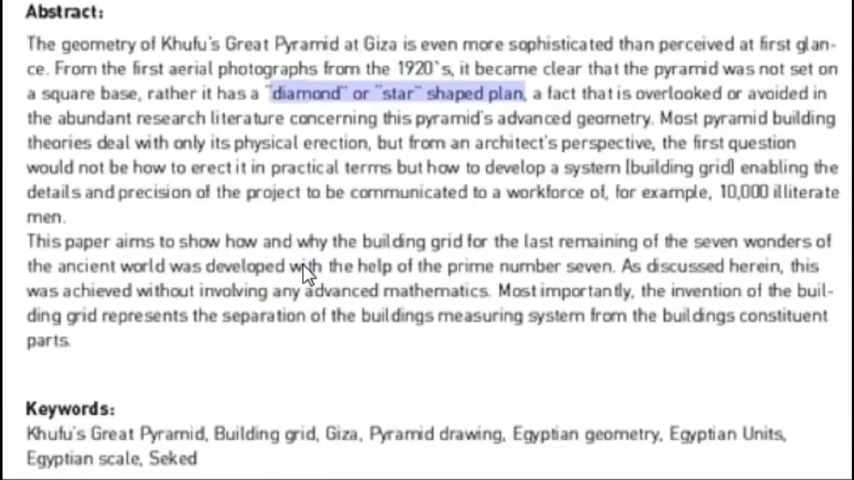 Abstract:
The geometry of Khufu's Great Pyramid at Giza is even more sophisticated than perceived at first glan-
ce. From the first aerial photographs from the 1920`s, it became clear that the pyramid was not set on
a square base, rather it has a "diamond" or "star" shaped plan, a fact that is overlooked or avoided in
the abundant research literature concerning this pyramid's advanced geometry. Most pyramid building
theories deal with only its physical erection, but from an architect's perspective, the first question
would not be how to erect it in practical terms but how to develop a system (building grid) enabling the
details and precision of the project to be communicated to a workforce of, for example, 10,000 illiterate
men.
This paper aims to show how and why the building grid for the last remaining of the seven wonders of
the ancient world was developed with the help of the prime number seven. As discussed herein, this
was achieved without involving any advanced mathematics. Most importantly, the invention of the buil-
ding grid represents the separation of the buildings measuring system from the buildings constituent
parts.
Keywords:
Khufu's Great Pyramid, Building grid, Giza, Pyramid drawing, Egyptian geometry, Egyptian Units,
Egyptian scale, Seked